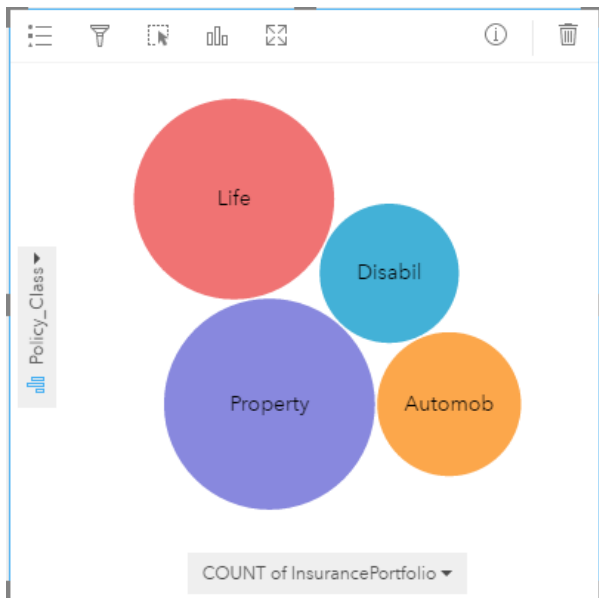 Life
Disabil
Policy_Class
Property
Automob
COUNT of InsurancePortfolio